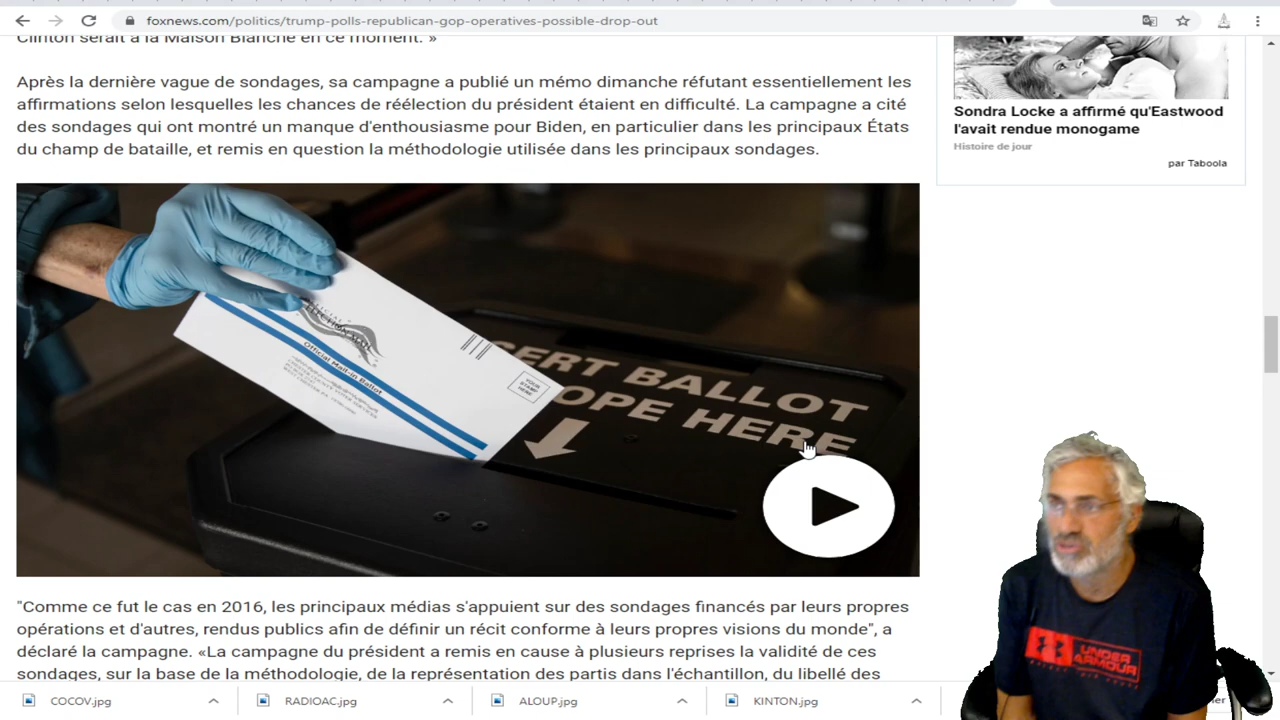 foxnews.com/politics/trump-polls-republican-gop-operatives-possible-drop-out
Clinton serait à la Maison Blanche en ce moment. »
Après la dernière vague de sondages, sa campagne a publié un mémo dimanche réfutant essentiellement les
affirmations selon lesquelles les chances de réélection du président étaient en difficulté. La campagne a cité
des sondages qui ont montré un manque d'enthousiasme pour Biden, en particulier dans les principaux États
du champ de bataille, et remis en question la méthodologie utilisée dans les principaux sondages.
Sondra Locke a affirmé qu'Eastwood
l'avait rendue monogame
Histoire de jour
par Taboola
Official Mail-in Ballot
YOUR
STAMP
HERE
SERT BALLOT
OPE HERE
"Comme ce fut le cas en 2016, les principaux médias s'appuient sur des sondages financés par leurs propres
opérations et d'autres, rendus publics afin de définir un récit conforme à leurs propres visions du monde", a
déclaré la campagne. «La campagne du président a remis en cause à plusieurs reprises la validité de ces
sondages, sur la base de la méthodologie, de la représentation des partis dans l'échantillon, du libellé des
UNDER
ARMOUR
COCOV.jpg
RADIOAC.jpg
ALOUP.jpg
KINTON.jpg